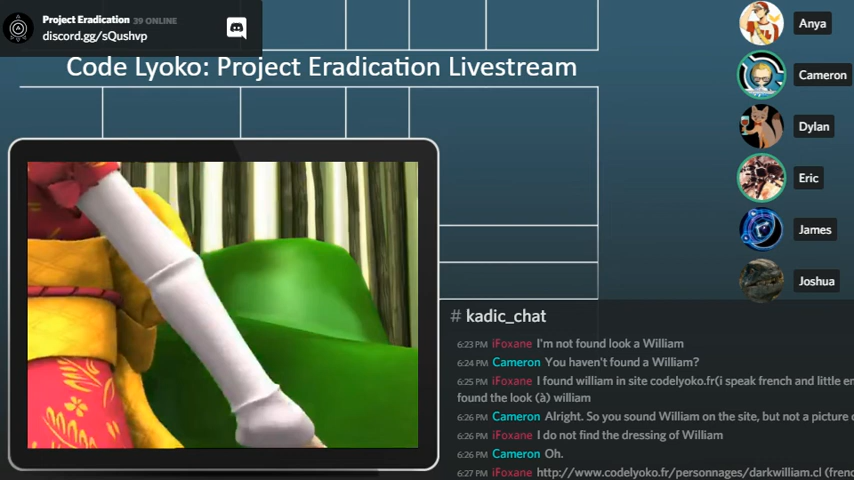 Project Eradication 39 ONLINE
discord.gg/sQushvp
Code Lyoko: Project Eradication Livestream
Anya
Cameron
Dylan
Eric
James
Joshua
# kadic_chat
6:23 PM iFoxane I'm not found look a William
6:24 PM Cameron You haven't found a William?
6:25 PM iFoxane I found william in site codelyoko.fr(i speak french and little en
found the look (à) william
6:26 PM Cameron Alright. So you sound William on the site, but not a picture
6:26 PM iFoxane I do not find the dressing of William
6:26 PM Cameron Oh.
6:27 PM iFoxane http://www.codelyoko.fr/personnages/darkwilliam.cl (frenc